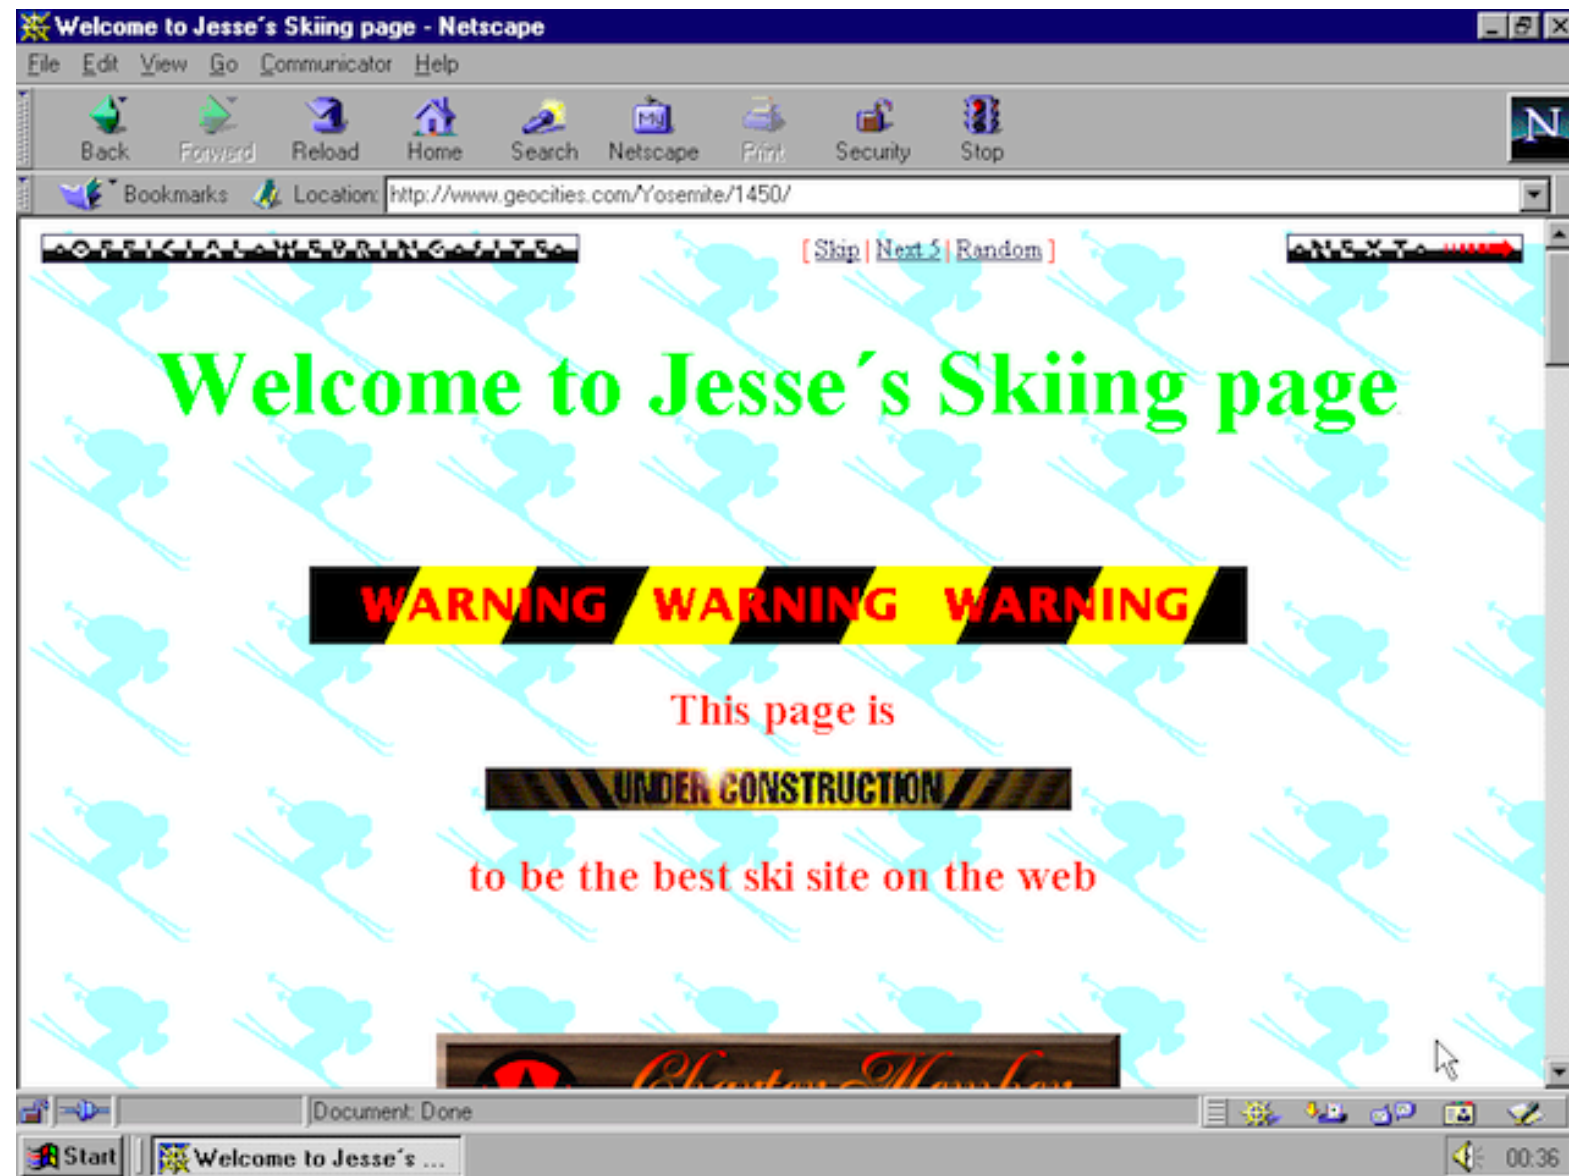 Welcome to Jesse´s Skiing page - Netscape
File Edit View Go Communicator Help
Back Forward Reload Home Search Netscape Print Security Stop
My
N
Bookmarks Location: http://www.geocities.com/Yosemite/1450/
OFFICIAL WEBRING SITE [ Skip | Next 5 | Random ] NEXT
Welcome to Jesse´s Skiing page
WARNING WARNING WARNING
This page is
UNDER CONSTRUCTION
to be the best ski site on the web
Charter Member
Document: Done
Start Welcome to Jesse´s ... 00:36